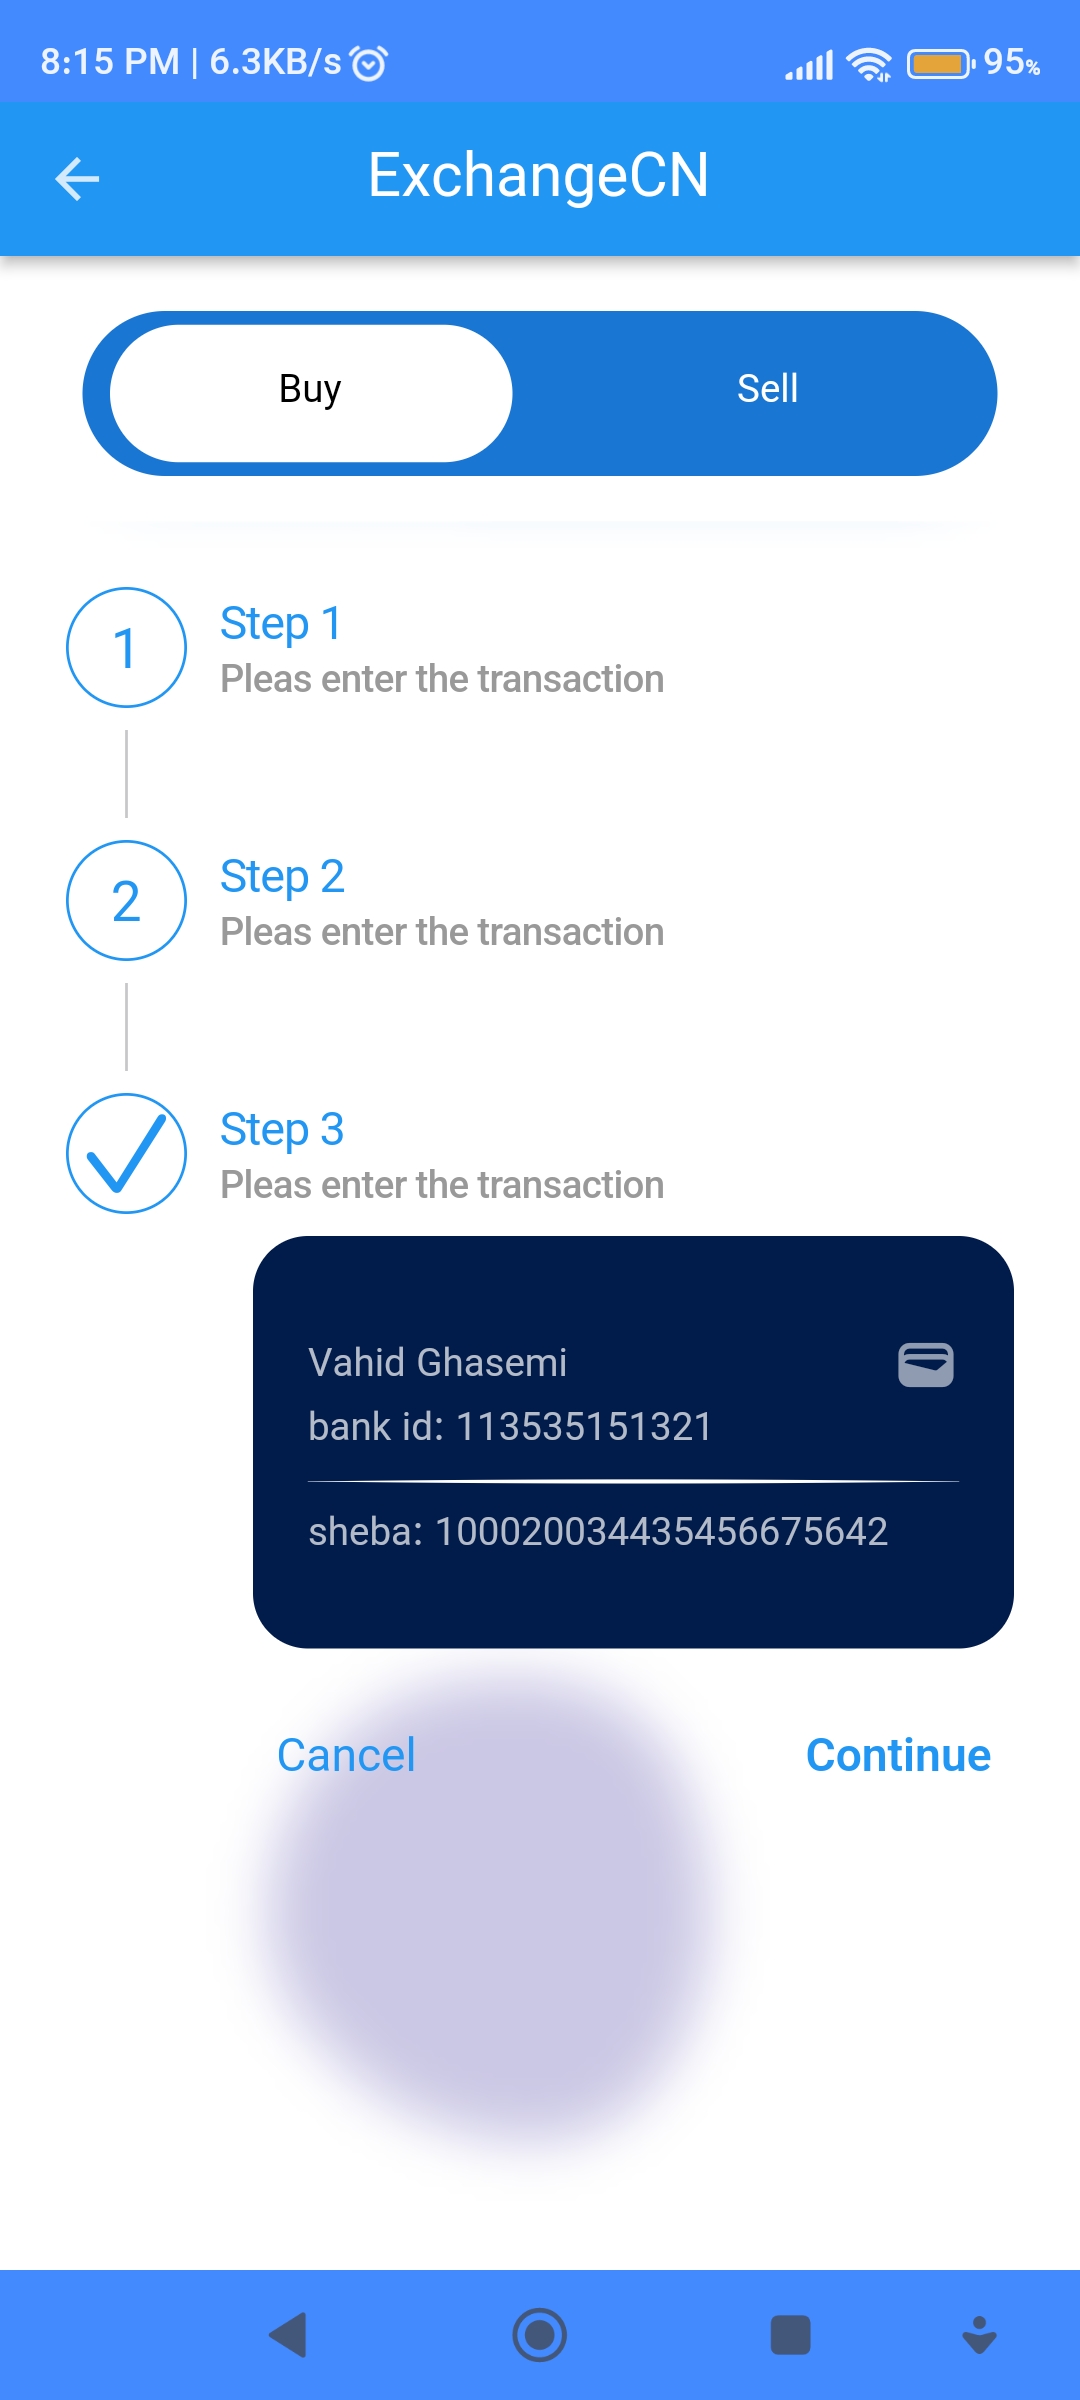 8:15 PM | 6.3KB/s 95%
ExchangeCN
Buy Sell
1 Step 1
Pleas enter the transaction
2 Step 2
Pleas enter the transaction
Step 3
Pleas enter the transaction
Vahid Ghasemi
bank id: 113535151321
sheba: 100020034435456675642
Cancel Continue